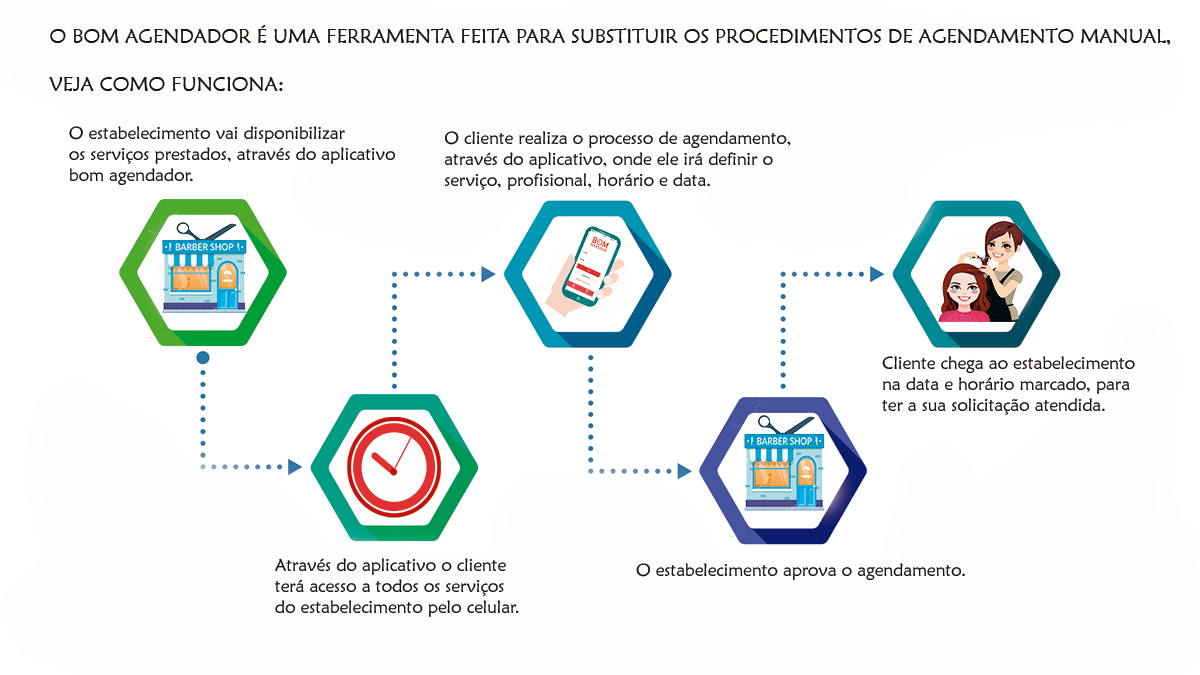 O BOM AGENDADOR É UMA FERRAMENTA FEITA PARA SUBSTITUIR OS PROCEDIMENTOS DE AGENDAMENTO MANUAL,
VEJA COMO FUNCIONA:
O estabelecimento vai disponibilizar
os serviços prestados, através do aplicativo
bom agendador.
BARBER SHOP
Através do aplicativo o cliente
terá acesso a todos os serviços
do estabelecimento pelo celular.
O cliente realiza o processo de agendamento,
através do aplicativo, onde ele irá definir o
serviço, profisional, horário e data.
BOM
BARBER SHOP
O estabelecimento aprova o agendamento.
Cliente chega ao estabelecimento
na data e horário marcado, para
ter a sua solicitação atendida.